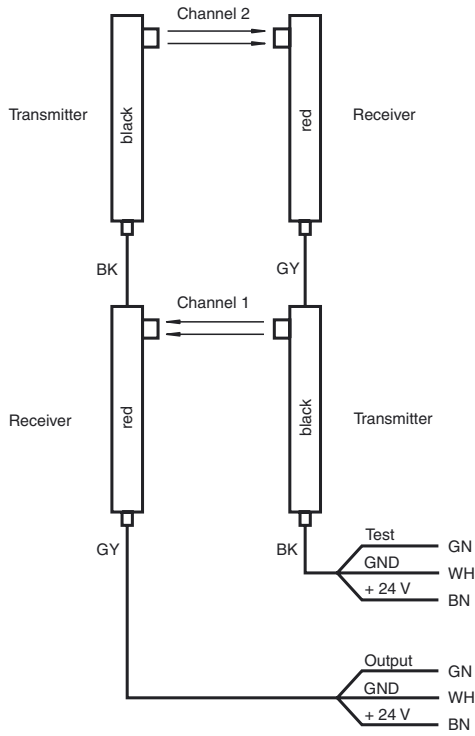 Channel 2
Transmitter
black
red
Receiver
BK
GY
Channel 1
Receiver
red
black
Transmitter
GY
BK
Test
GN
GND
WH
+ 24 V
BN
Output
GN
GND
WH
+ 24 V
BN